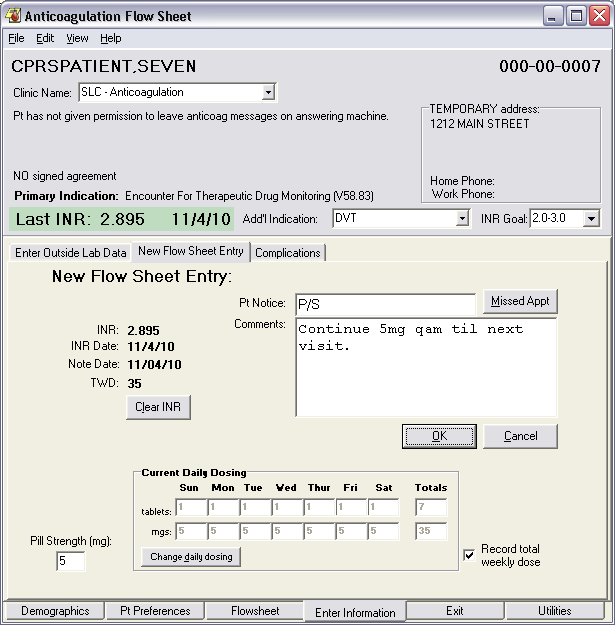 Anticoagulation Flow Sheet
File Edit View Help
CPRSPATIENT,SEVEN 000-00-0007
Clinic Name: SLC - Anticoagulation
Pt has not given permission to leave anticoag messages on answering machine.
TEMPORARY address:
1212 MAIN STREET
NO signed agreement
Home Phone:
Work Phone:
Primary Indication: Encounter For Therapeutic Drug Monitoring (V58.83)
Last INR: 2.895 11/4/10 Add'l Indication: DVT INR Goal: 2.0-3.0
Enter Outside Lab Data New Flow Sheet Entry Complications
New Flow Sheet Entry:
Pt Notice: P/S Missed Appt
Comments: Continue 5mg qam til next
visit.
INR: 2.895
INR Date: 11/4/10
Note Date: 11/04/10
TWD: 35
Clear INR
OK Cancel
Current Daily Dosing
Sun Mon Tue Wed Thur Fri Sat Totals
tablets: 1 1 1 1 1 1 1 7
mgs: 5 5 5 5 5 5 5 35
Pill Strength (mg):
5
Change daily dosing
Record total
weekly dose
Demographics Pt Preferences Flowsheet Enter Information Exit Utilities